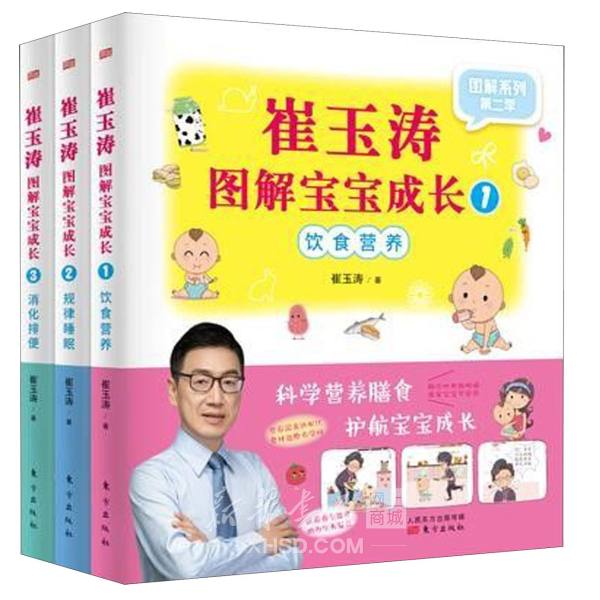 图解系列
第二季
崔玉涛
图解宝宝成长1
饮食营养
崔玉涛/著
科学营养膳食
护航宝宝成长
人民东方出版传媒
东方出版社
崔玉涛
图解宝宝成长
1
饮食营养
崔玉涛 著
东方出版社
崔玉涛
图解宝宝成长
2
规律睡眠
崔玉涛 著
东方出版社
崔玉涛
图解宝宝成长
3
消化排便
崔玉涛 著
东方出版社
新华书店
网上
商城
XHSD.COM